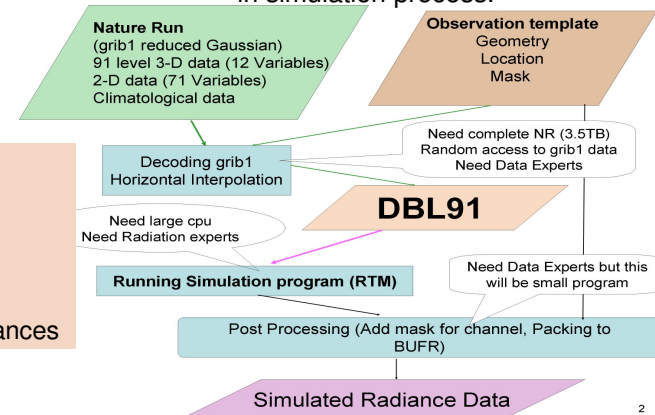 in simulation process.
Nature Run
(grib1 reduced Gaussian)
91 level 3-D data (12 Variables)
2-D data (71 Variables)
Climatological data
Observation template
Geometry
Location
Mask
Need complete NR (3.5TB)
Random access to grib1 data
Need Data Experts
Decoding grib1
Horizontal Interpolation
DBL91
Need large cpu
Need Radiation experts
Running Simulation program (RTM)
Need Data Experts but this
will be small program
ances
Post Processing (Add mask for channel, Packing to
BUFR)
Simulated Radiance Data
2